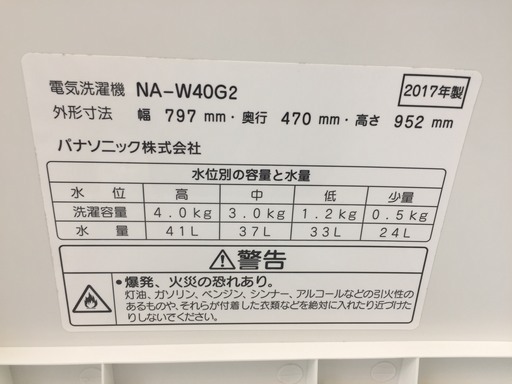 電気洗濯機 NA-W40G2 2017年製
外形寸法 幅 797 mm・奥行 470 mm・高さ 952 mm
パナソニック株式会社
水位別の容量と水量
水位 高 中 低 少量
洗濯容量 4.0kg 3.0kg 1.2kg 0.5kg
水量 41L 37L 33L 24L
警告
●爆発、火災の恐れあり。
灯油、ガソリン、ベンジン、シンナー、アルコールなどの引火性の
あるものや、それらが付着した衣類などを絶対に入れたり近づけた
りしないでください。